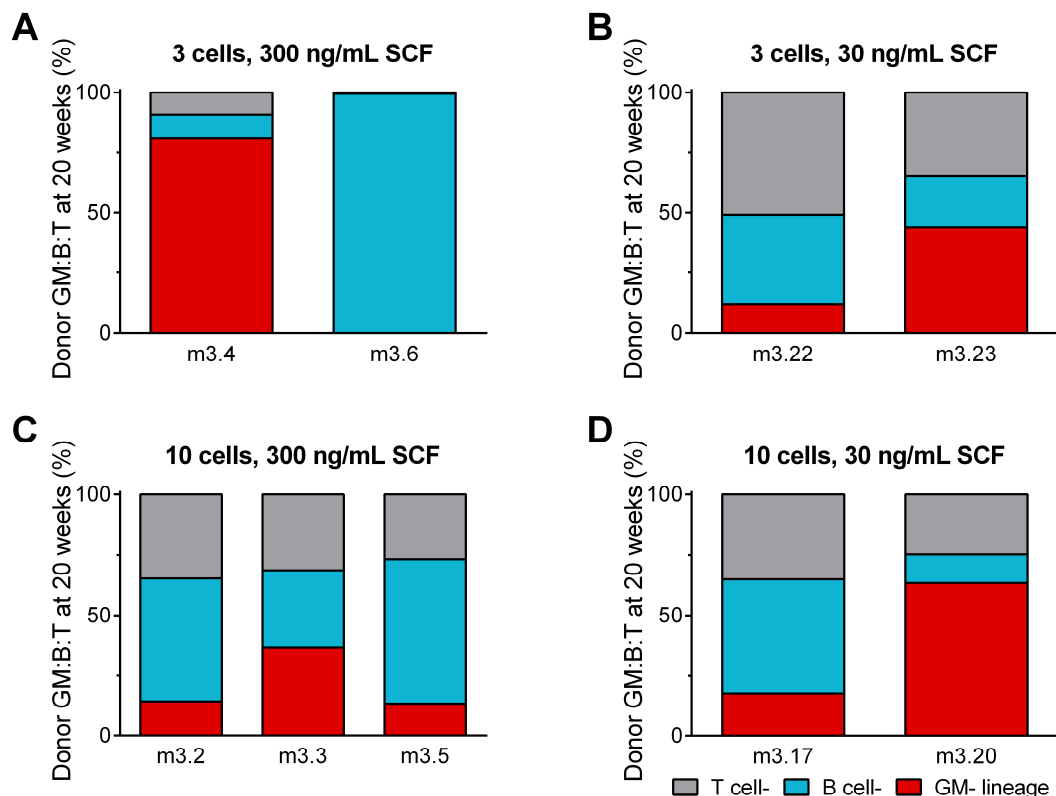 A
3 cells, 300 ng/mL SCF
Donor GM:B:T at 20 weeks (%)
100
50
0
m3.4 m3.6
B
3 cells, 30 ng/mL SCF
Donor GM:B:T at 20 weeks (%)
100
50
0
m3.22 m3.23
C
10 cells, 300 ng/mL SCF
Donor GM:B:T at 20 weeks (%)
100
50
0
m3.2 m3.3 m3.5
D
10 cells, 30 ng/mL SCF
Donor GM:B:T at 20 weeks (%)
100
50
0
m3.17 m3.20
T cell- B cell- GM- lineage